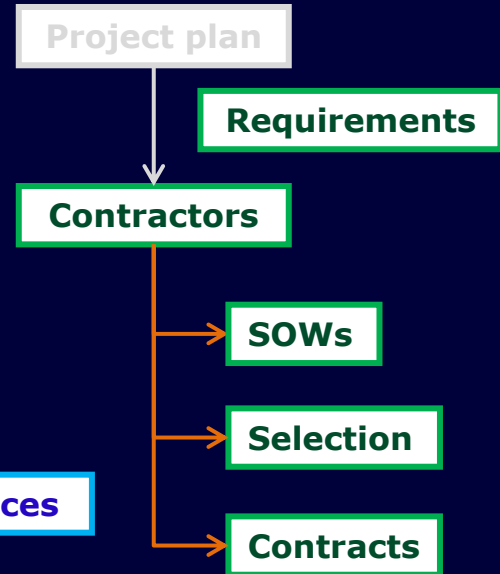 Project plan
Requirements
Contractors
SOWs
Selection
ces
Contracts